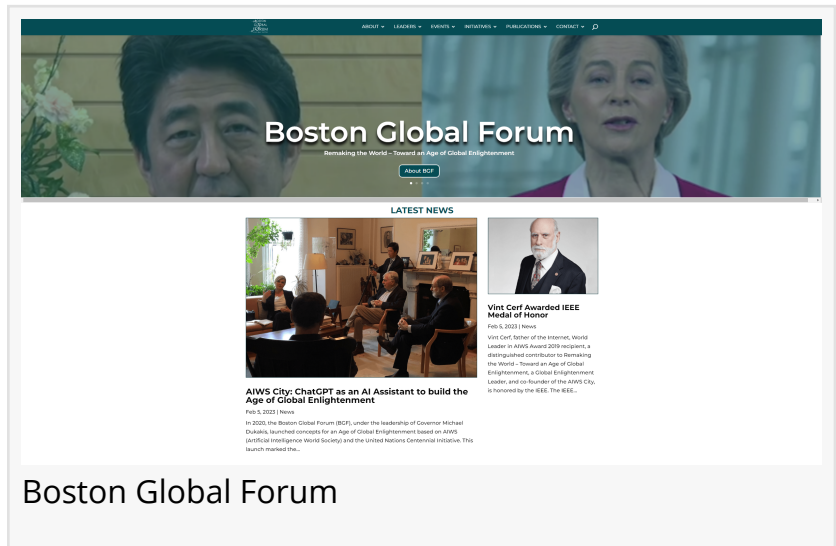 BOSTON
GLOBAL
FORUM
ABOUT LEADERS EVENTS INITIATIVES PUBLICATIONS CONTACT
Boston Global Forum
Remaking the World – Toward an Age of Global Enlightenment
About BGF
LATEST NEWS
AIWS City: ChatGPT as an AI Assistant to build the
Age of Global Enlightenment
Feb 5, 2023 | News
In 2020, the Boston Global Forum (BGF), under the leadership of Governor Michael
Dukakis, launched concepts for an Age of Global Enlightenment based on AIWS
(Artificial Intelligence World Society) and the United Nations Centennial Initiative. This
launch marked the...
Vint Cerf Awarded IEEE
Medal of Honor
Feb 5, 2023 | News
Vint Cerf, father of the Internet, World
Leader in AIWS Award 2019 recipient, a
distinguished contributor to Remaking
the World – Toward an Age of Global
Enlightenment, a Global Enlightenment
Leader, and co-founder of the AIWS City,
is honored by the IEEE. The IEEE...
Boston Global Forum